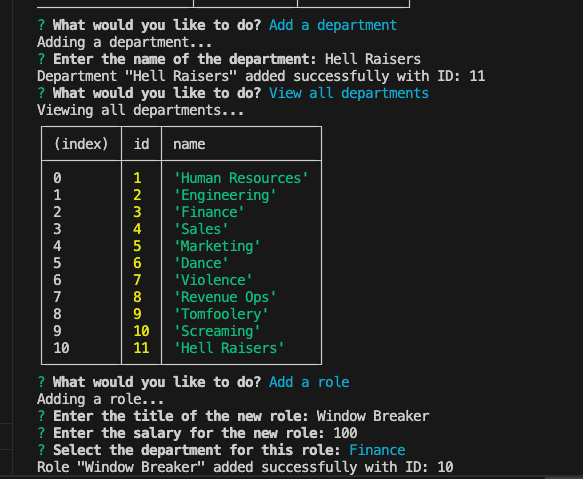 ? What would you like to do? Add a department
Adding a department...
? Enter the name of the department: Hell Raisers
Department "Hell Raisers" added successfully with ID: 11
? What would you like to do? View all departments
Viewing all departments...
(index) id name
0 1 'Human Resources'
1 2 'Engineering'
2 3 'Finance'
3 4 'Sales'
4 5 'Marketing'
5 6 'Dance'
6 7 'Violence'
7 8 'Revenue Ops'
8 9 'Tomfoolery'
9 10 'Screaming'
10 11 'Hell Raisers'
? What would you like to do? Add a role
Adding a role...
? Enter the title of the new role: Window Breaker
? Enter the salary for the new role: 100
? Select the department for this role: Finance
Role "Window Breaker" added successfully with ID: 10